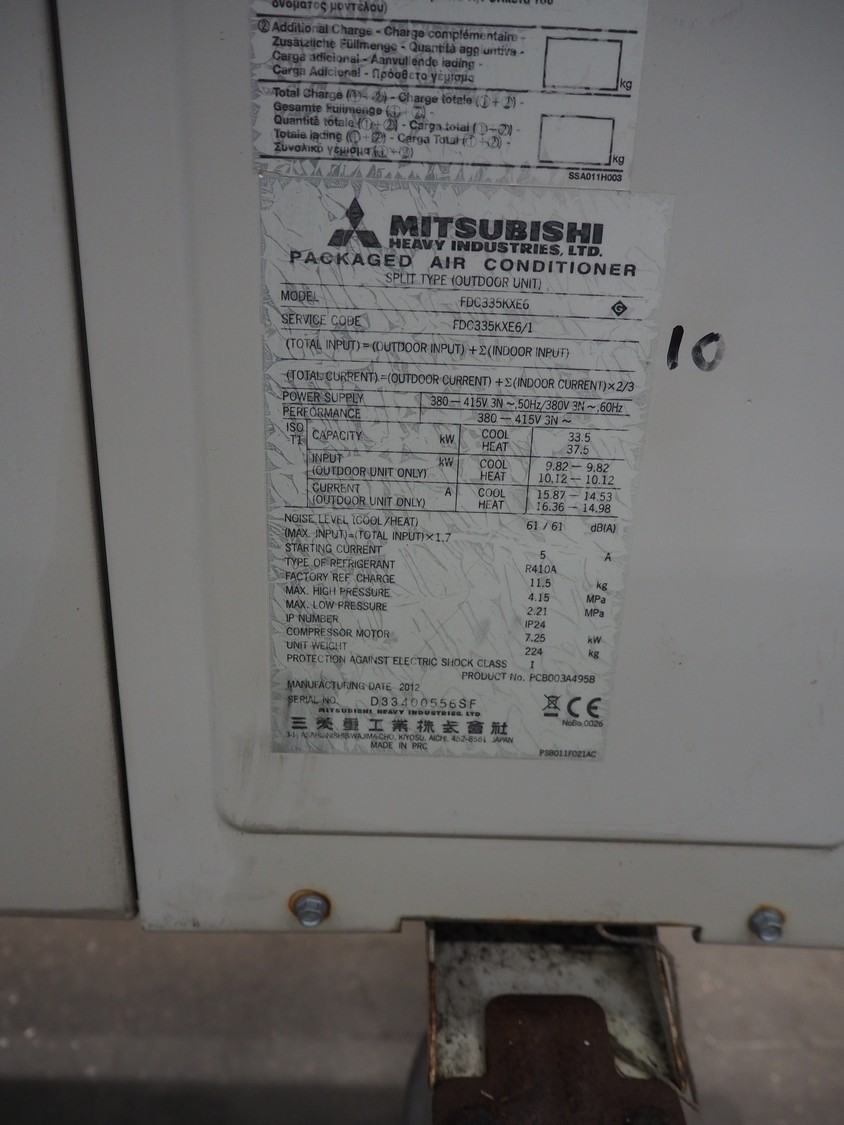 ονόματος μοντέλου)
② Additional Charge - Charge complémentaire -
Zusätzliche Füllmenge - Quantità aggiuntiva -
Carga adicional - Aanvullende lading -
Carga Adicional - Πρόσθετο γέμισμα
kg
Total Charge (①+②) - Charge totale (①+②) -
Gesamte Füllmenge (①+②) -
Quantità totale (①+②) - Carga total (①+②) -
Totale lading (①+②) - Carga Total (①+②) -
Συνολικό γέμισμα (①+②)
kg
SSA011H003
MITSUBISHI
HEAVY INDUSTRIES, LTD.
PACKAGED AIR CONDITIONER
SPLIT TYPE (OUTDOOR UNIT)
MODEL FDC335KXE6 G
SERVICE CODE FDC335KXE6/1
(TOTAL INPUT)=(OUTDOOR INPUT)+Σ(INDOOR INPUT)
(TOTAL CURRENT)=(OUTDOOR CURRENT)+Σ(INDOOR CURRENT)×2/3
POWER SUPPLY 380-415V 3N～,50Hz/380V 3N～,60Hz
PERFORMANCE 380-415V 3N～
ISO T1 CAPACITY kW COOL 33.5
HEAT 37.5
INPUT kW COOL 9.82-9.82
(OUTDOOR UNIT ONLY) HEAT 10.12-10.12
CURRENT A COOL 15.87-14.53
(OUTDOOR UNIT ONLY) HEAT 16.36-14.98
NOISE LEVEL (COOL/HEAT) 61/61 dB(A)
(MAX. INPUT)=(TOTAL INPUT)×1.7
STARTING CURRENT 5 A
TYPE OF REFRIGERANT R410A
FACTORY REF. CHARGE 11.5 kg
MAX. HIGH PRESSURE 4.15 MPa
MAX. LOW PRESSURE 2.21 MPa
IP NUMBER IP24
COMPRESSOR MOTOR 7.25 kW
UNIT WEIGHT 224 kg
PROTECTION AGAINST ELECTRIC SHOCK CLASS I
PRODUCT No. PCB003A495B
MANUFACTURING DATE 2012
SERIAL NO. D33400556SF
CE
NoBo.0026
MITSUBISHI HEAVY INDUSTRIES, LTD
三菱重工業株式會社
KIYOSU, AICHI, 452-8561 JAPAN
MADE IN PRC
PSB011F021AC
10